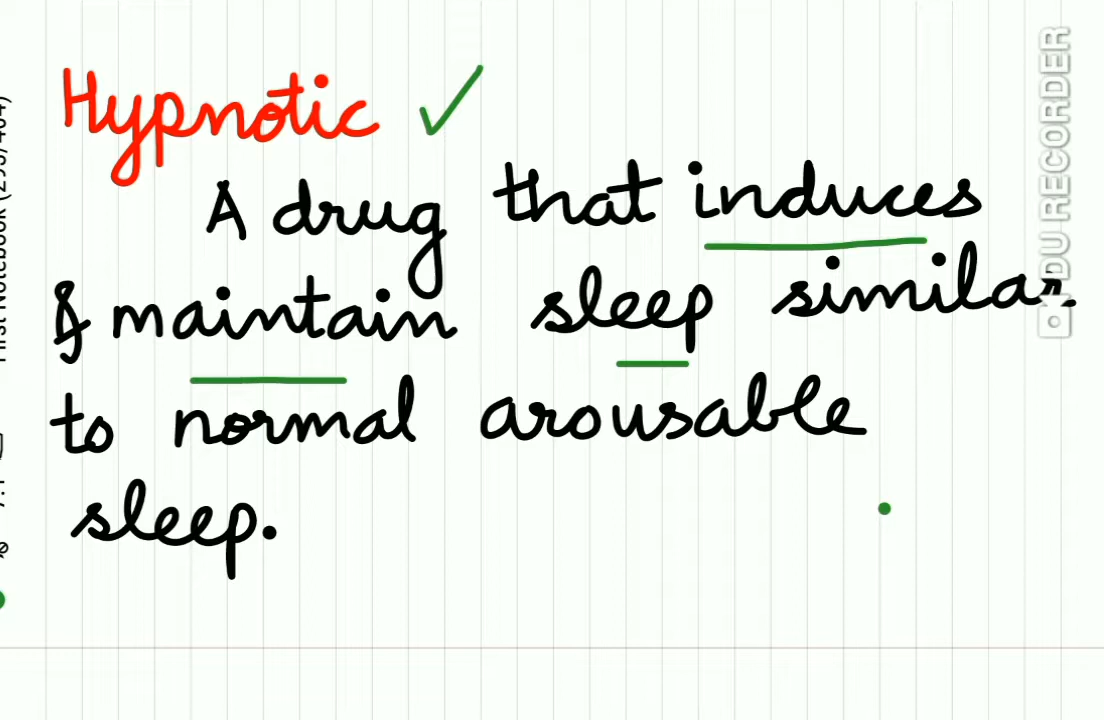 Hypnotic ✓
A drug that induces
& maintain sleep similar
to normal arousable
sleep.
DU RECORDER